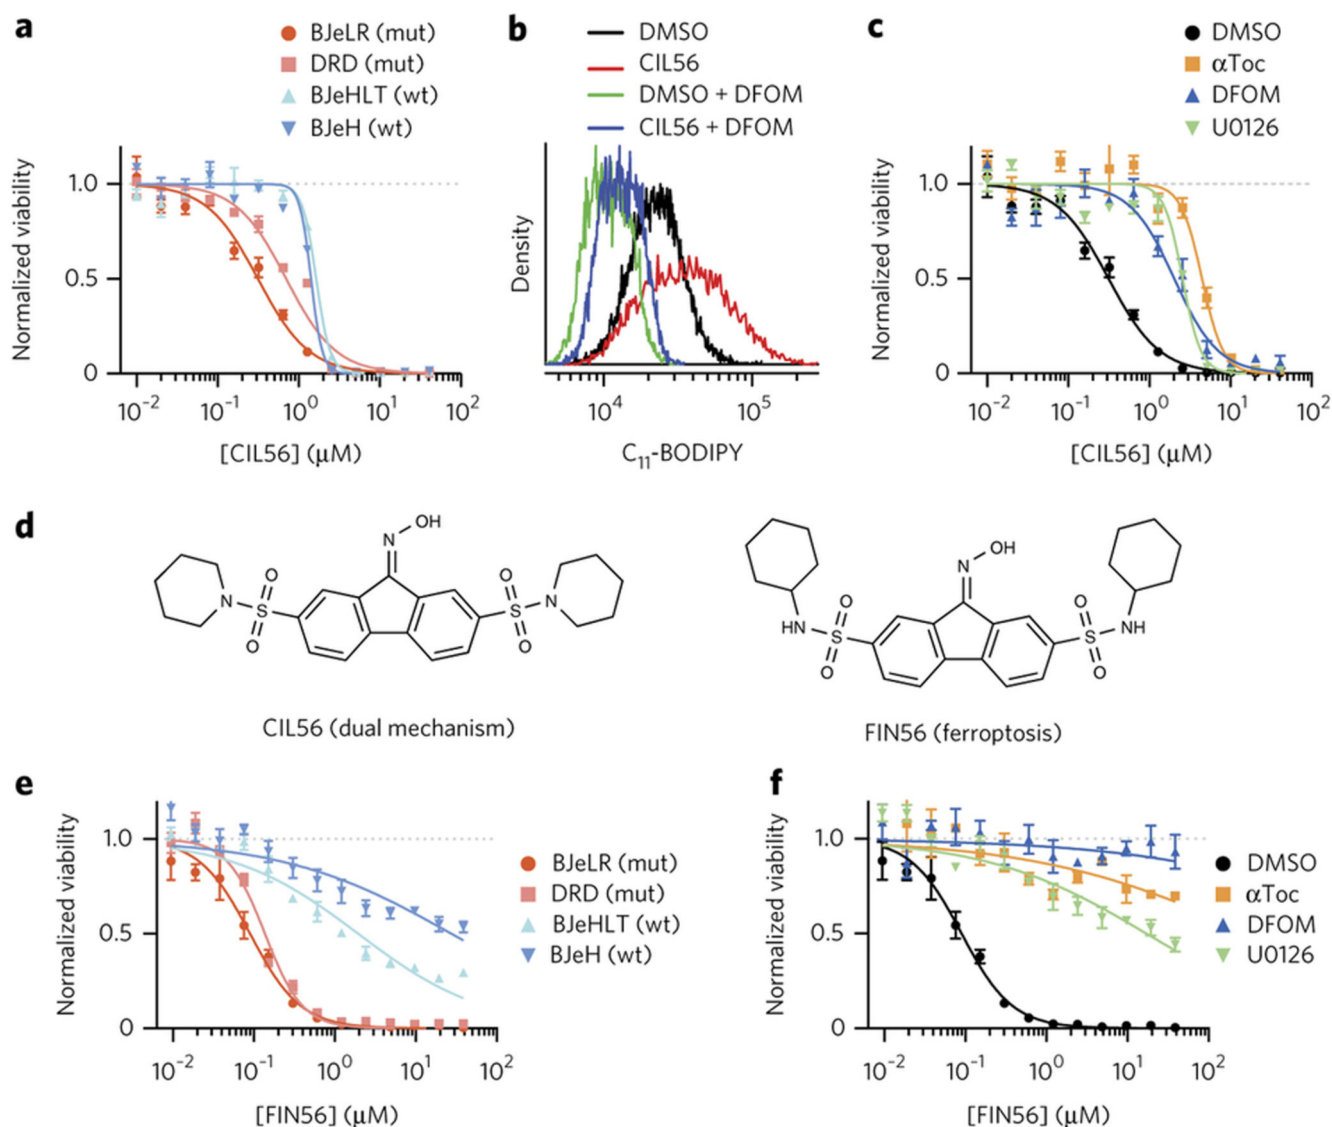 a
BJeLR (mut)
DRD (mut)
BJeHLT (wt)
BJeH (wt)
Normalized viability
1.0
0.5
0
10⁻² 10⁻¹ 10⁰ 10¹ 10²
[CIL56] (µM)
b
DMSO
CIL56
DMSO + DFOM
CIL56 + DFOM
Density
10⁴ 10⁵
C₁₁-BODIPY
c
DMSO
αToc
DFOM
U0126
Normalized viability
1.0
0.5
0
10⁻² 10⁻¹ 10⁰ 10¹ 10²
[CIL56] (µM)
d
OH
N
O O
N S S N
O O
CIL56 (dual mechanism)
OH
N
O O
HN S S NH
O O
FIN56 (ferroptosis)
e
Normalized viability
1.0
0.5
0
10⁻² 10⁻¹ 10⁰ 10¹ 10²
[FIN56] (µM)
BJeLR (mut)
DRD (mut)
BJeHLT (wt)
BJeH (wt)
f
Normalized viability
1.0
0.5
0
10⁻² 10⁻¹ 10⁰ 10¹ 10²
[FIN56] (µM)
DMSO
αToc
DFOM
U0126